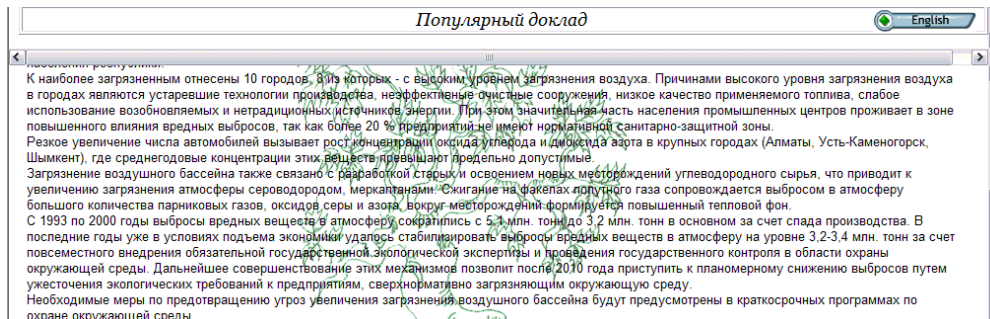 Популярный доклад
English
населения республики.
К наиболее загрязненным отнесены 10 городов, 8 из которых - с высоким уровнем загрязнения воздуха. Причинами высокого уровня загрязнения воздуха
в городах являются устаревшие технологии производства, неэффективные очистные сооружения, низкое качество применяемого топлива, слабое
использование возобновляемых и нетрадиционных источников энергии. При этом значительная часть населения промышленных центров проживает в зоне
повышенного влияния вредных выбросов, так как более 20 % предприятий не имеют нормативной санитарно-защитной зоны.
Резкое увеличение числа автомобилей вызывает рост концентрации оксида углерода и диоксида азота в крупных городах (Алматы, Усть-Каменогорск,
Шымкент), где среднегодовые концентрации этих веществ превышают предельно допустимые.
Загрязнение воздушного бассейна также связано с разработкой старых и освоением новых месторождений углеводородного сырья, что приводит к
увеличению загрязнения атмосферы сероводородом, меркаптанами. Сжигание на факелах попутного газа сопровождается выбросом в атмосферу
большого количества парниковых газов, оксидов серы и азота, вокруг месторождений формируется повышенный тепловой фон.
С 1993 по 2000 годы выбросы вредных веществ в атмосферу сократились с 5,1 млн. тонн до 3,2 млн. тонн в основном за счет спада производства. В
последние годы уже в условиях подъема экономики удалось стабилизировать выбросы вредных веществ в атмосферу на уровне 3,2-3,4 млн. тонн за счет
повсеместного внедрения обязательной государственной экологической экспертизы и проведения государственного контроля в области охраны
окружающей среды. Дальнейшее совершенствование этих механизмов позволит после 2010 года приступить к планомерному снижению выбросов путем
ужесточения экологических требований к предприятиям, сверхнормативно загрязняющим окружающую среду.
Необходимые меры по предотвращению угроз увеличения загрязнения воздушного бассейна будут предусмотрены в краткосрочных программах по
охране окружающей среды